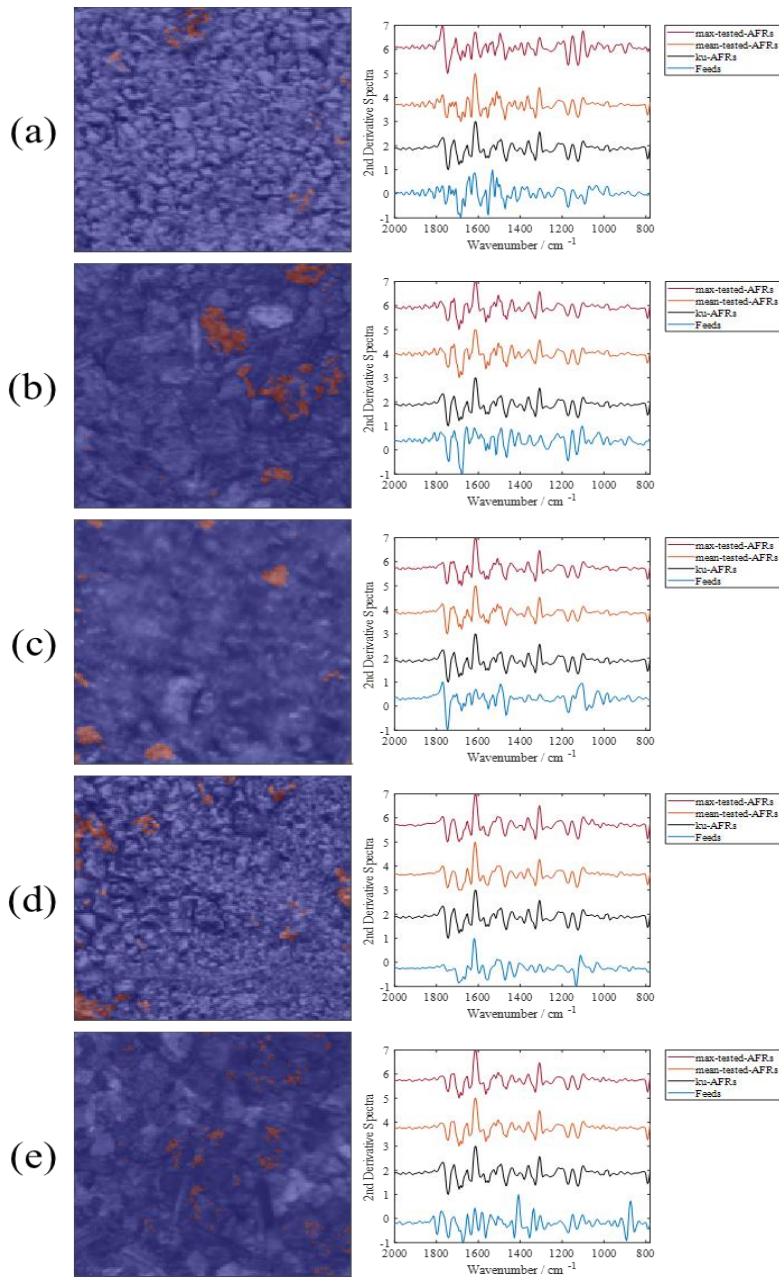 (a)
7
6
5
4
3
2
1
0
-1
2nd Derivative Spectra
2000 1800 1600 1400 1200 1000 800
Wavenumber / cm -1
max-tested-AFRs
mean-tested-AFRs
ku-AFRs
Feeds
(b)
7
6
5
4
3
2
1
0
-1
2nd Derivative Spectra
2000 1800 1600 1400 1200 1000 800
Wavenumber / cm -1
max-tested-AFRs
mean-tested-AFRs
ku-AFRs
Feeds
(c)
7
6
5
4
3
2
1
0
-1
2nd Derivative Spectra
2000 1800 1600 1400 1200 1000 800
Wavenumber / cm -1
max-tested-AFRs
mean-tested-AFRs
ku-AFRs
Feeds
(d)
7
6
5
4
3
2
1
0
-1
2nd Derivative Spectra
2000 1800 1600 1400 1200 1000 800
Wavenumber / cm -1
max-tested-AFRs
mean-tested-AFRs
ku-AFRs
Feeds
(e)
7
6
5
4
3
2
1
0
-1
2nd Derivative Spectra
2000 1800 1600 1400 1200 1000 800
Wavenumber / cm -1
max-tested-AFRs
mean-tested-AFRs
ku-AFRs
Feeds